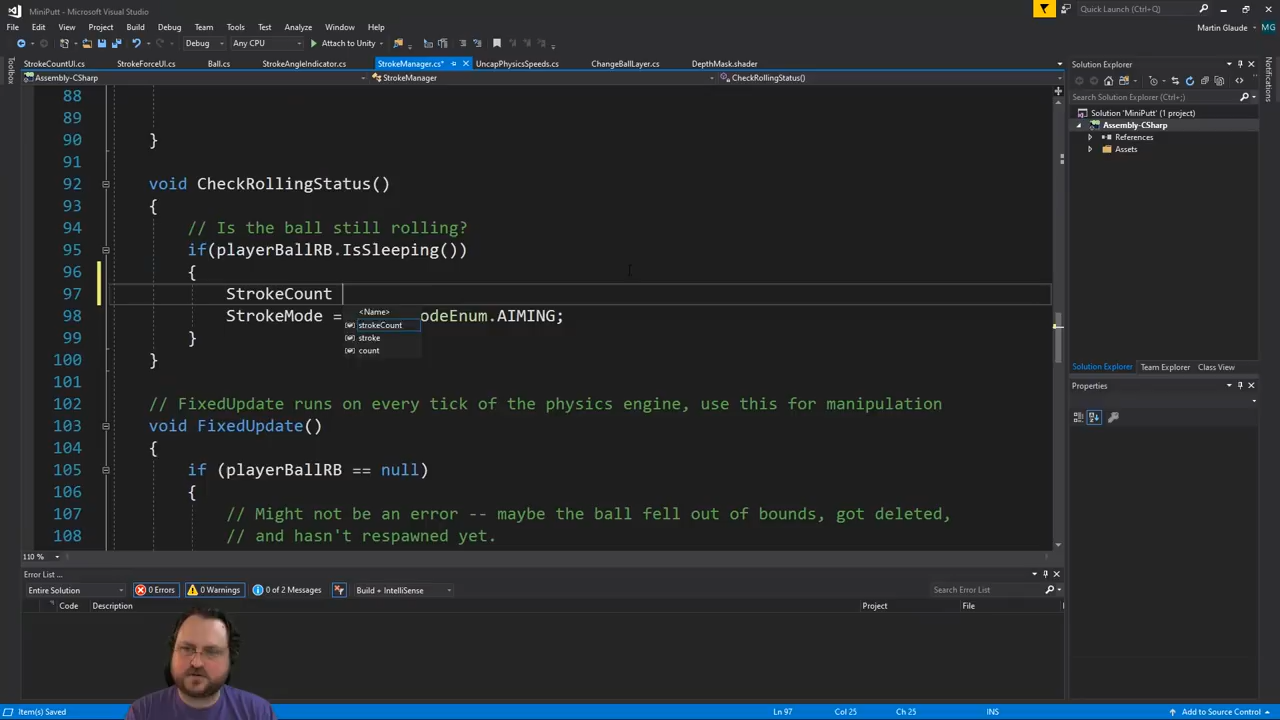 MiniPutt - Microsoft Visual Studio
Quick Launch (Ctrl+Q)
File Edit View Project Build Debug Team Tools Test Analyze Window Help
Martin Glaude MG
Debug Any CPU Attach to Unity
StrokeCountUI.cs StrokeForceUI.cs Ball.cs StrokeAngleIndicator.cs StrokeManager.cs* UncapPhysicsSpeeds.cs ChangeBallLayer.cs DepthMask.shader
Assembly-CSharp StrokeManager CheckRollingStatus()
Toolbox
88
89
90 }
91
92 void CheckRollingStatus()
93 {
94 // Is the ball still rolling?
95 if(playerBallRB.IsSleeping())
96 {
97 StrokeCount
98 StrokeMode = odeEnum.AIMING;
99 }
100 }
101
102 // FixedUpdate runs on every tick of the physics engine, use this for manipulation
103 void FixedUpdate()
104 {
105 if (playerBallRB == null)
106 {
107 // Might not be an error -- maybe the ball fell out of bounds, got deleted,
108 // and hasn't respawned yet.
<Name>
strokeCount
stroke
count
110 %
Solution Explorer
Search Solution Explorer (Ctrl+;)
Solution 'MiniPutt' (1 project)
Assembly-CSharp
References
Assets
Solution Explorer Team Explorer Class View
Properties
Notifications
Error List ...
Entire Solution 0 Errors 0 Warnings 0 of 2 Messages Build + IntelliSense
Search Error List
Code Description Project File
Item(s) Saved Ln 97 Col 25 Ch 25 INS Add to Source Control